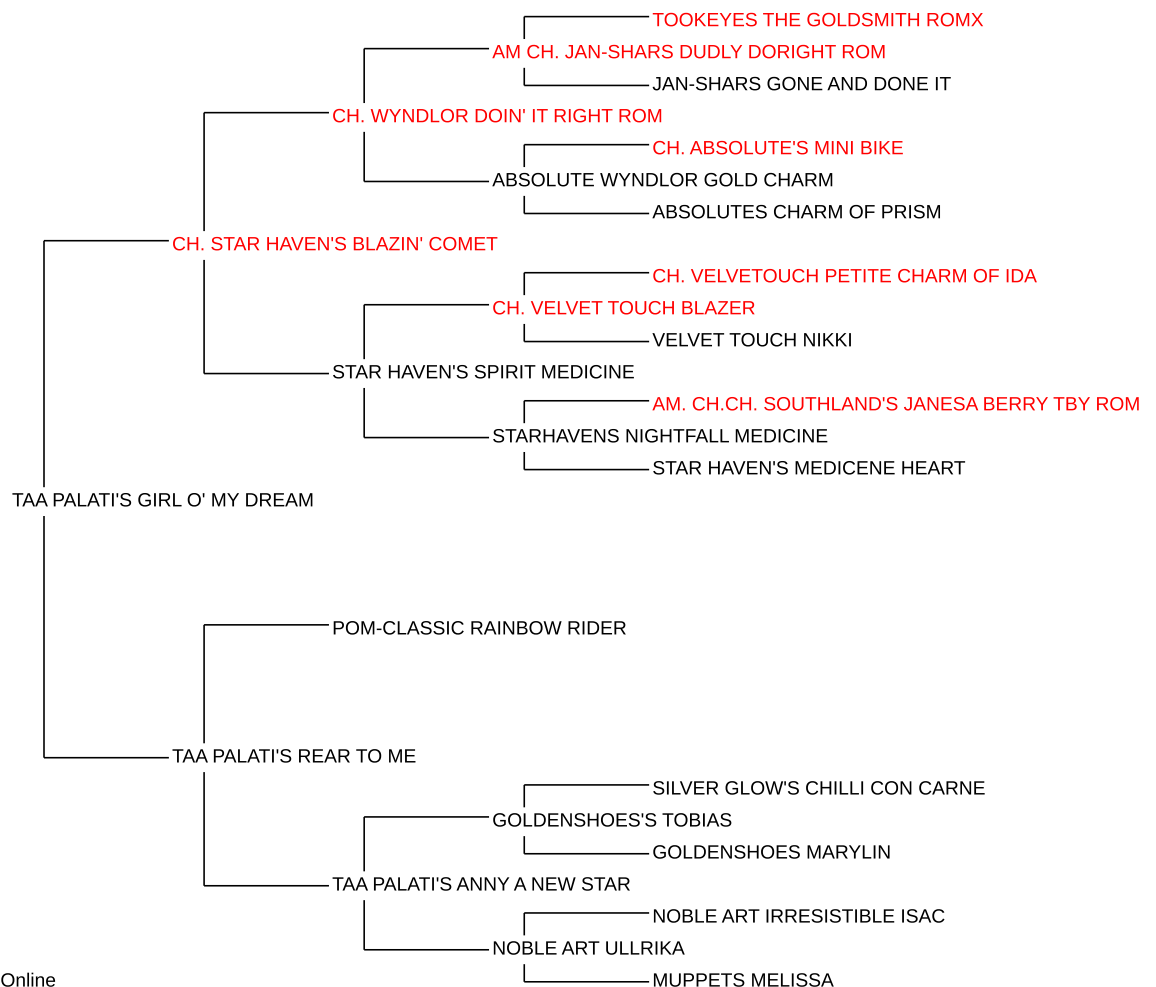 TOOKEYES THE GOLDSMITH ROMX
AM CH. JAN-SHARS DUDLY DORIGHT ROM
JAN-SHARS GONE AND DONE IT
CH. WYNDLOR DOIN' IT RIGHT ROM
CH. ABSOLUTE'S MINI BIKE
ABSOLUTE WYNDLOR GOLD CHARM
ABSOLUTES CHARM OF PRISM
CH. STAR HAVEN'S BLAZIN' COMET
CH. VELVETOUCH PETITE CHARM OF IDA
CH. VELVET TOUCH BLAZER
VELVET TOUCH NIKKI
STAR HAVEN'S SPIRIT MEDICINE
AM. CH.CH. SOUTHLAND'S JANESA BERRY TBY ROM
STARHAVENS NIGHTFALL MEDICINE
STAR HAVEN'S MEDICENE HEART
TAA PALATI'S GIRL O' MY DREAM
POM-CLASSIC RAINBOW RIDER
TAA PALATI'S REAR TO ME
SILVER GLOW'S CHILLI CON CARNE
GOLDENSHOES'S TOBIAS
GOLDENSHOES MARYLIN
TAA PALATI'S ANNY A NEW STAR
NOBLE ART IRRESISTIBLE ISAC
NOBLE ART ULLRIKA
MUPPETS MELISSA
Online